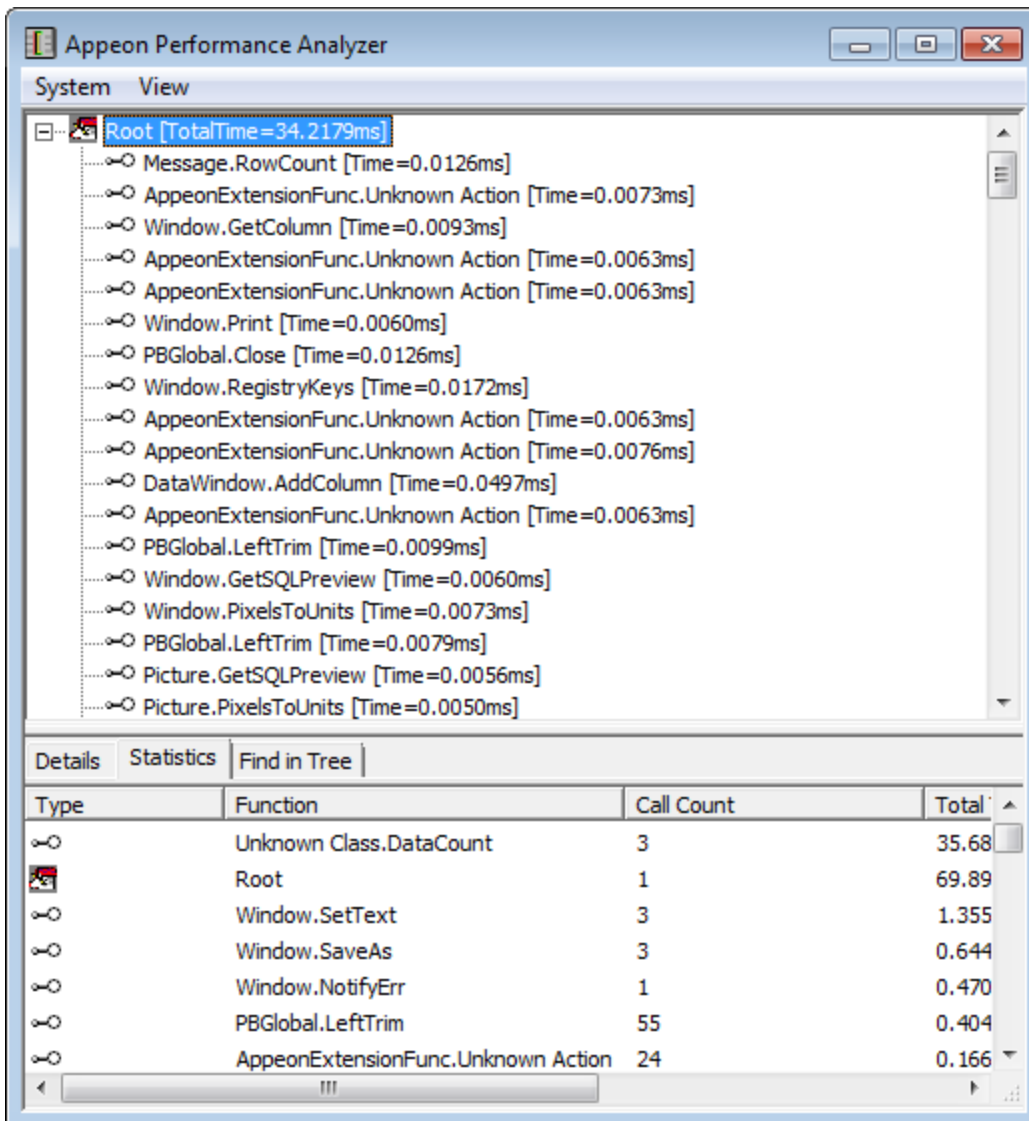 Appeon Performance Analyzer
System View
Root [TotalTime=34.2179ms]
Message.RowCount [Time=0.0126ms]
AppeonExtensionFunc.Unknown Action [Time=0.0073ms]
Window.GetColumn [Time=0.0093ms]
AppeonExtensionFunc.Unknown Action [Time=0.0063ms]
AppeonExtensionFunc.Unknown Action [Time=0.0063ms]
Window.Print [Time=0.0060ms]
PBGlobal.Close [Time=0.0126ms]
Window.RegistryKeys [Time=0.0172ms]
AppeonExtensionFunc.Unknown Action [Time=0.0063ms]
AppeonExtensionFunc.Unknown Action [Time=0.0076ms]
DataWindow.AddColumn [Time=0.0497ms]
AppeonExtensionFunc.Unknown Action [Time=0.0063ms]
PBGlobal.LeftTrim [Time=0.0099ms]
Window.GetSQLPreview [Time=0.0060ms]
Window.PixelsToUnits [Time=0.0073ms]
PBGlobal.LeftTrim [Time=0.0079ms]
Picture.GetSQLPreview [Time=0.0056ms]
Picture.PixelsToUnits [Time=0.0050ms]
Details Statistics Find in Tree
Type Function Call Count Total
Unknown Class.DataCount 3 35.68
Root 1 69.89
Window.SetText 3 1.355
Window.SaveAs 3 0.644
Window.NotifyErr 1 0.470
PBGlobal.LeftTrim 55 0.404
AppeonExtensionFunc.Unknown Action 24 0.166